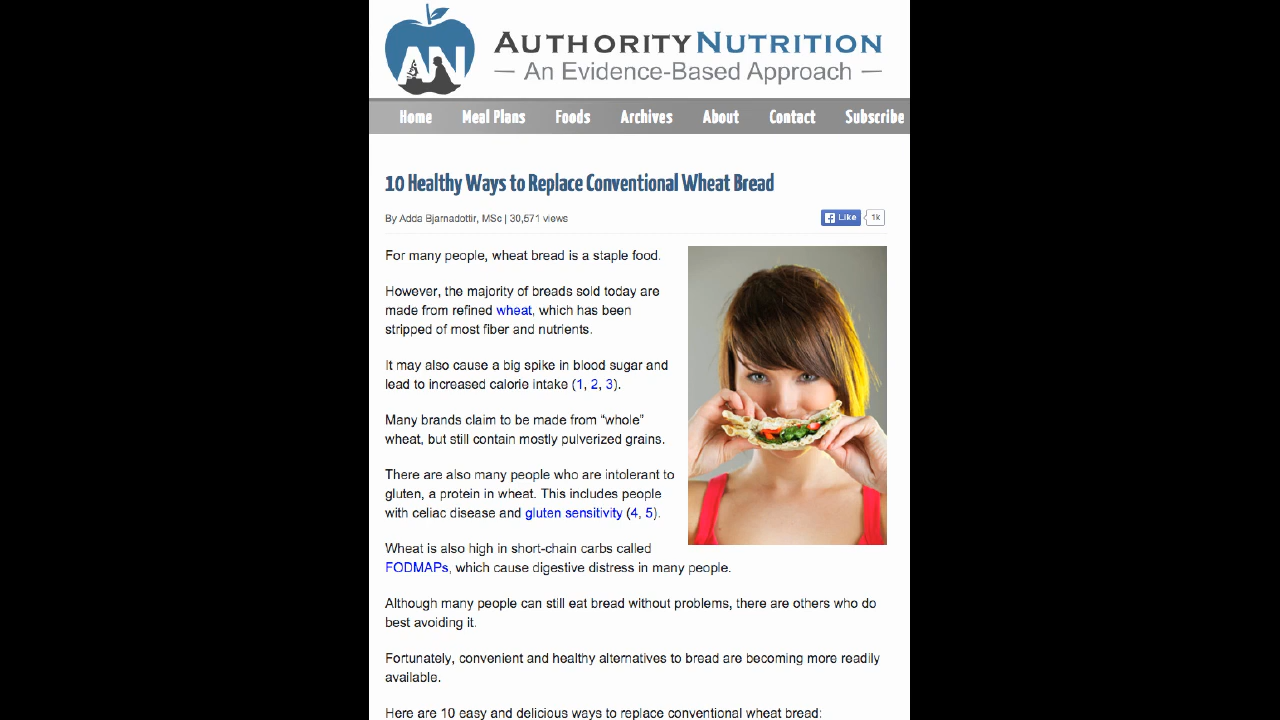 AN
AUTHORITY NUTRITION
— An Evidence-Based Approach —
Home Meal Plans Foods Archives About Contact Subscribe
10 Healthy Ways to Replace Conventional Wheat Bread
By Adda Bjarnadottir, MSc | 30,571 views
Like 1k
For many people, wheat bread is a staple food.
However, the majority of breads sold today are
made from refined wheat, which has been
stripped of most fiber and nutrients.
It may also cause a big spike in blood sugar and
lead to increased calorie intake (1, 2, 3).
Many brands claim to be made from “whole”
wheat, but still contain mostly pulverized grains.
There are also many people who are intolerant to
gluten, a protein in wheat. This includes people
with celiac disease and gluten sensitivity (4, 5).
Wheat is also high in short-chain carbs called
FODMAPs, which cause digestive distress in many people.
Although many people can still eat bread without problems, there are others who do
best avoiding it.
Fortunately, convenient and healthy alternatives to bread are becoming more readily
available.
Here are 10 easy and delicious ways to replace conventional wheat bread: